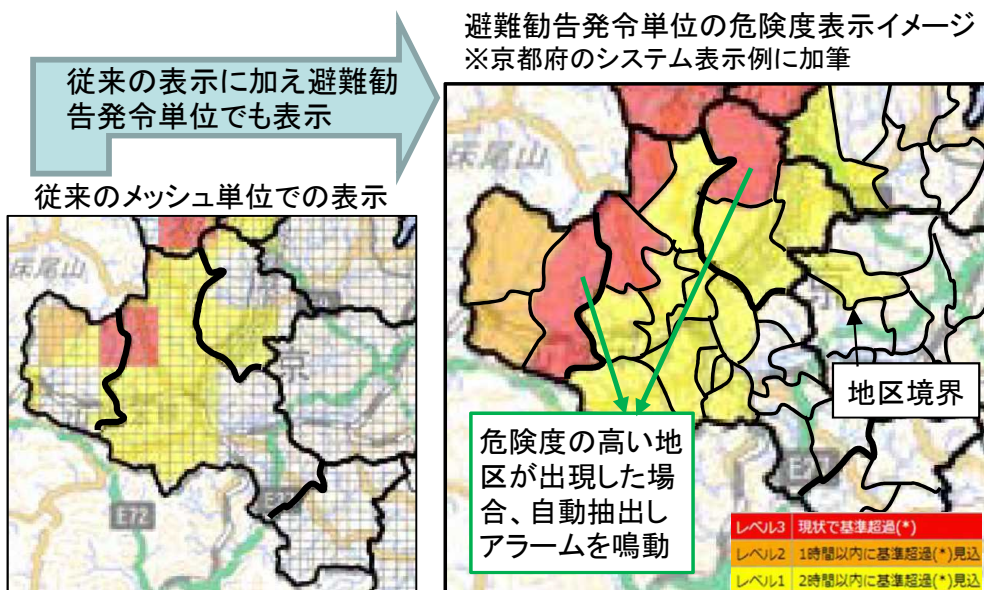 避難勧告発令単位の危険度表示イメージ
※京都府のシステム表示例に加筆
従来の表示に加え避難勧
告発令単位でも表示
従来のメッシュ単位での表示
床尾山
京
E72
床尾山
京
E72
地区境界
危険度の高い地
区が出現した場
合、自動抽出し
アラームを鳴動
レベル3 現状で基準超過(*)
レベル2 1時間以内に基準超過(*)見込
レベル1 2時間以内に基準超過(*)見込